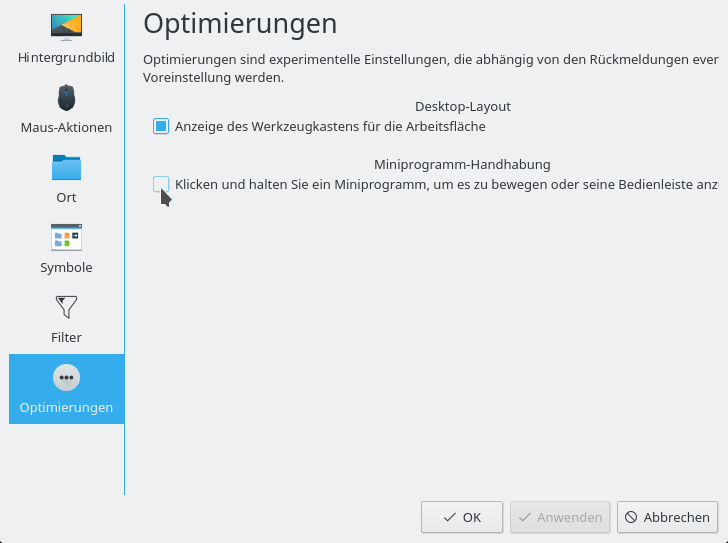 Optimierungen
Optimierungen sind experimentelle Einstellungen, die abhängig von den Rückmeldungen
Voreinstellung werden.
Desktop-Layout
Anzeige des Werkzeugkastens für die Arbeitsfläche
Miniprogramm-Handhabung
Klicken und halten Sie ein Miniprogramm, um es zu bewegen oder seine Bedienleiste
Hintergrundbild
Maus-Aktionen
Ort
Symbole
Filter
Optimierungen
OK
Anwenden
Abbrechen